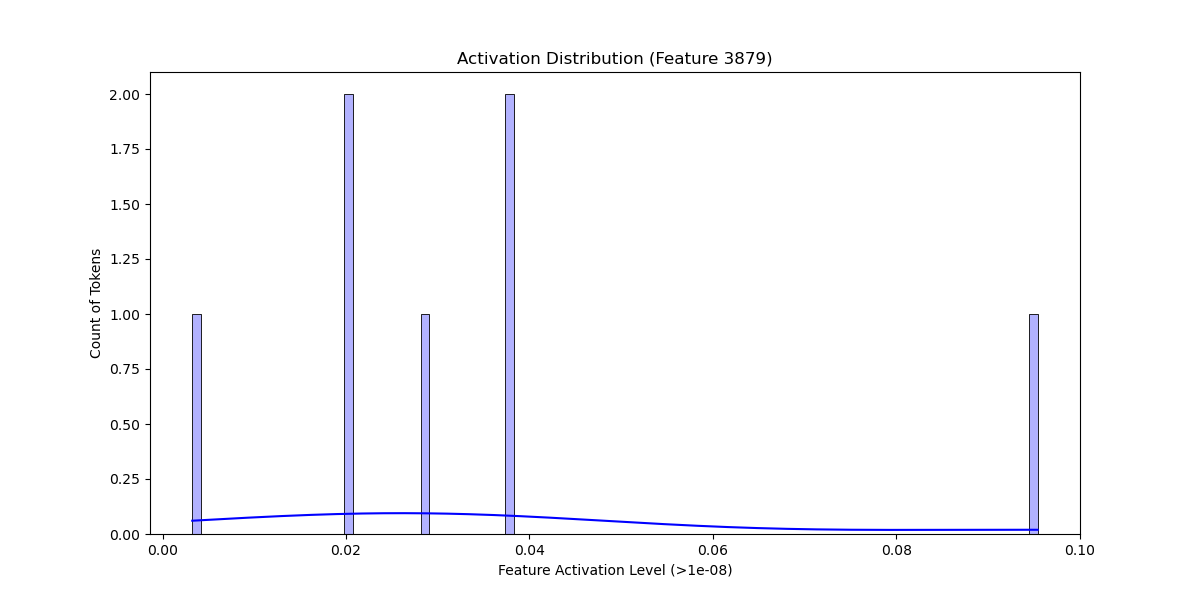 Activation Distribution (Feature 3879)
2.00
1.75
1.50
1.25
1.00
0.75
0.50
0.25
0.00
Count of Tokens
0.00 0.02 0.04 0.06 0.08 0.10
Feature Activation Level (>1e-08)